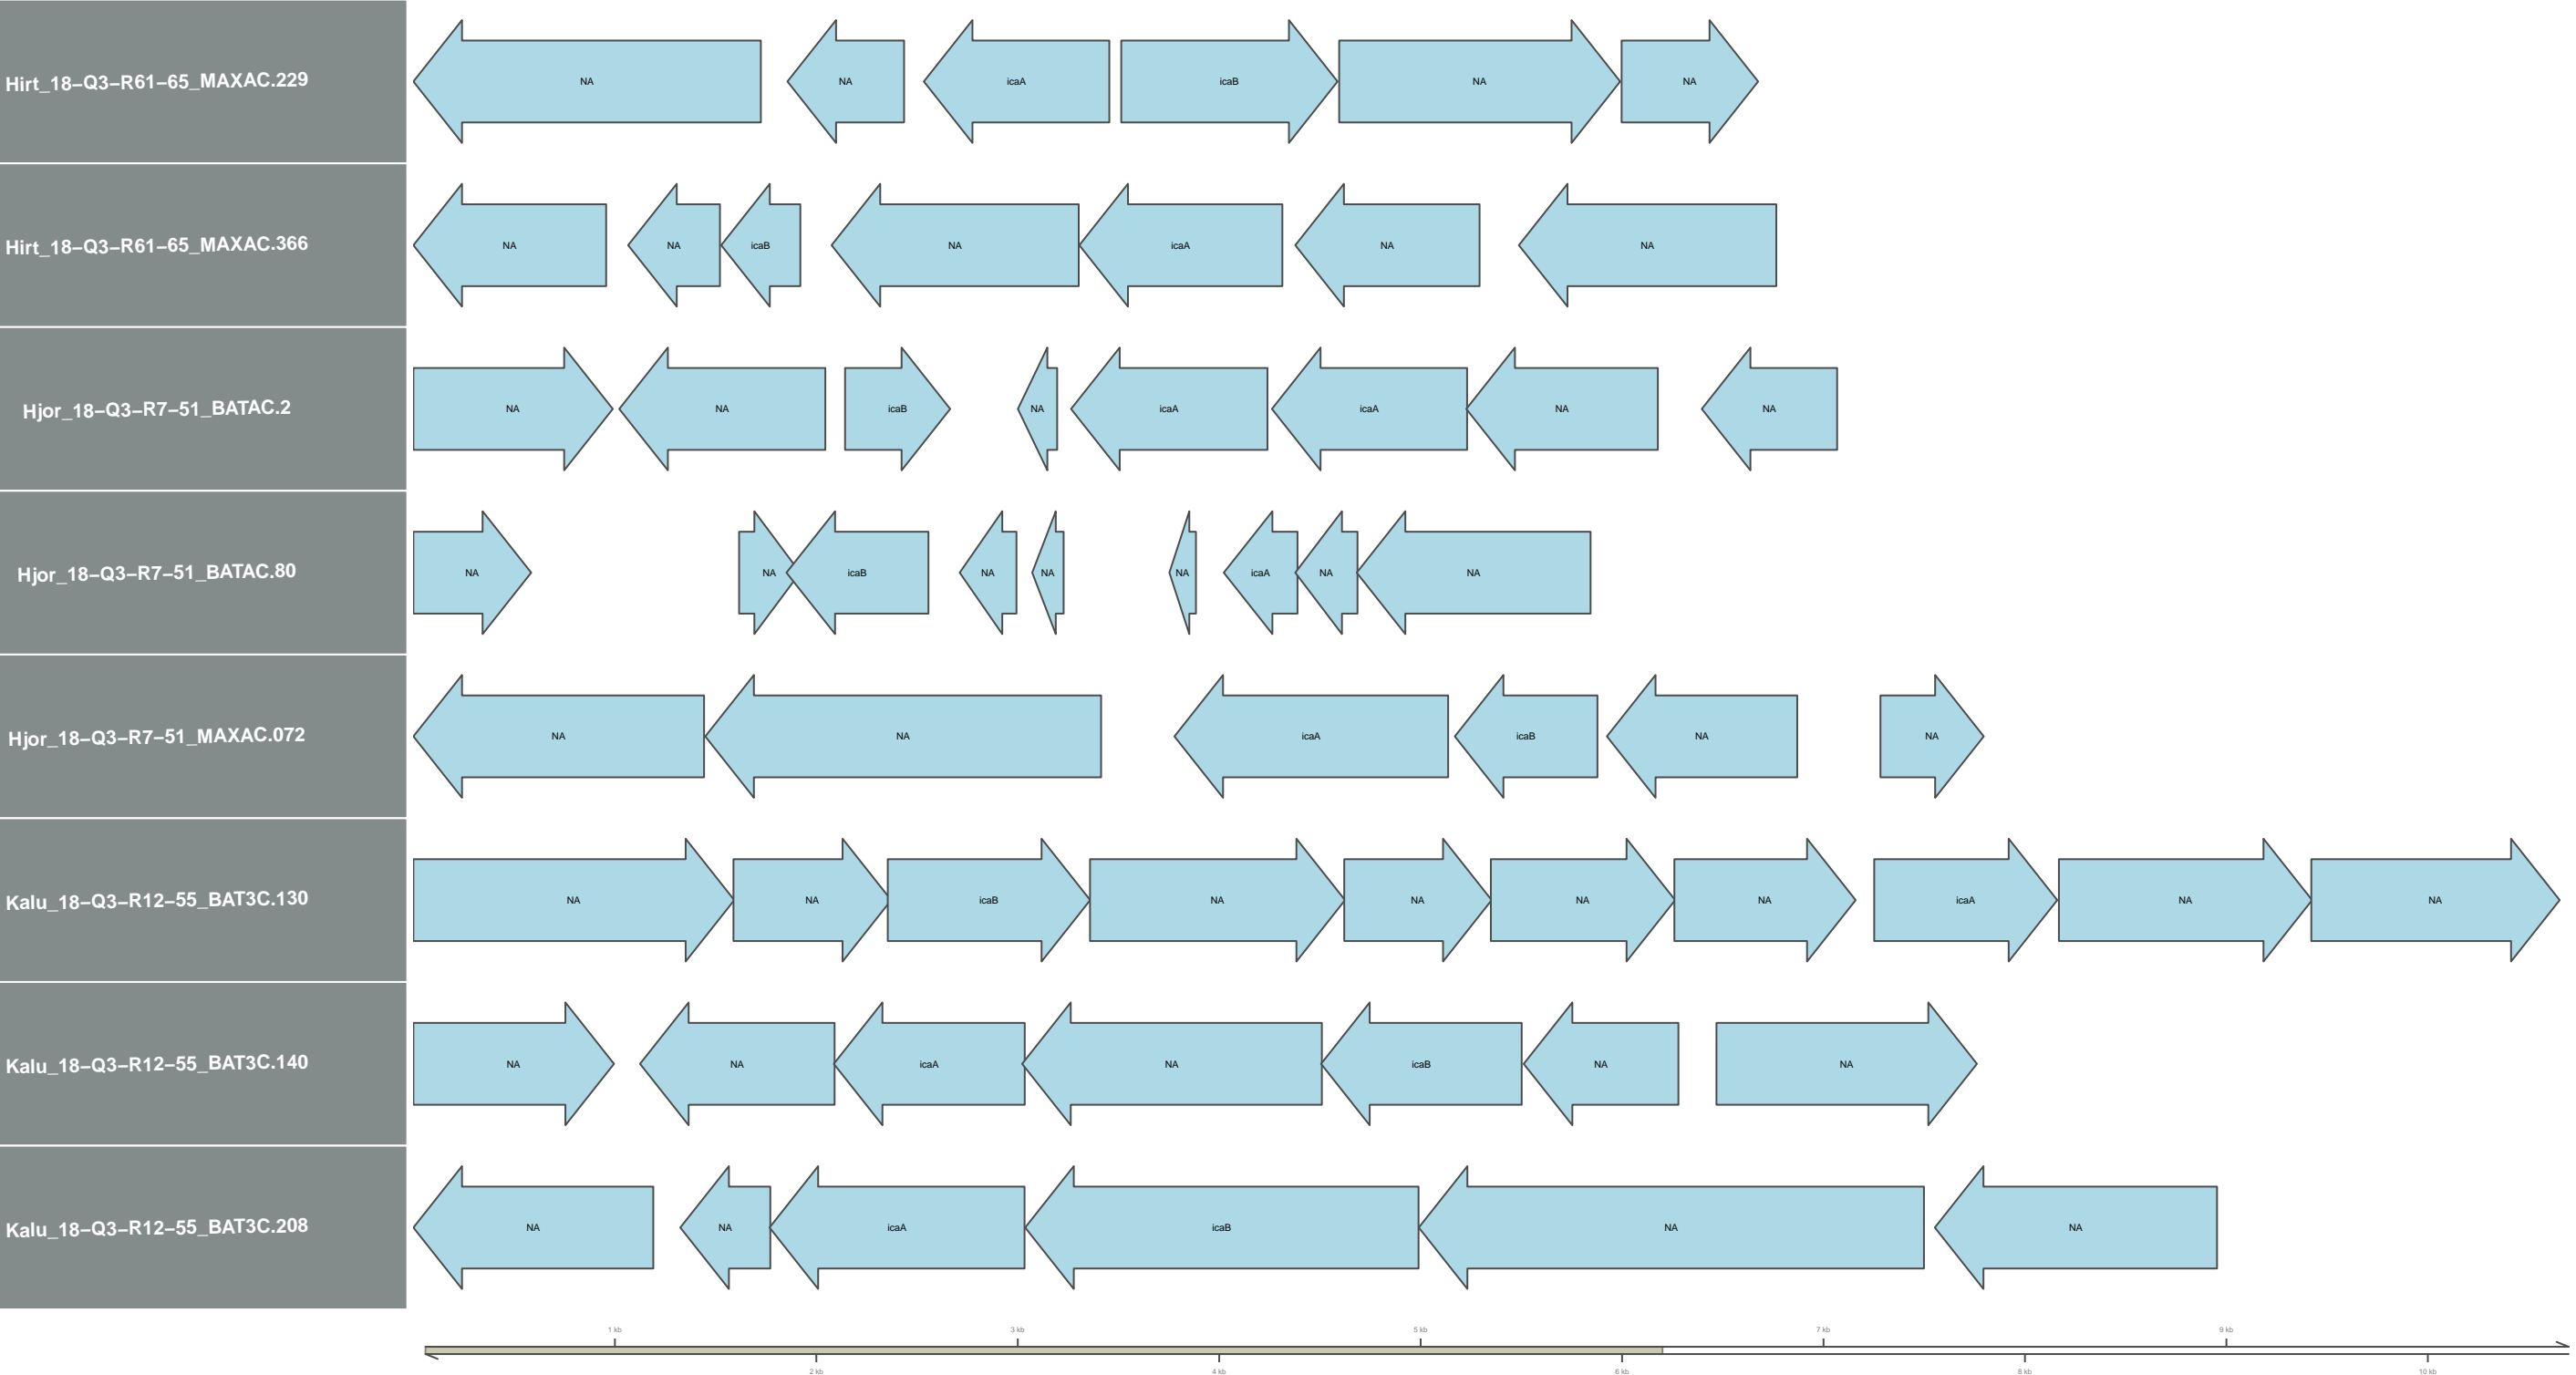 Hirt_18–Q3–R61–65_MAXAC.229 NA NA icaA icaB NA NA
Hirt_18–Q3–R61–65_MAXAC.366 NA NA icaB NA icaA NA NA
Hjor_18–Q3–R7–51_BATAC.2 NA NA icaB NA icaA icaA NA NA
Hjor_18–Q3–R7–51_BATAC.80 NA NA icaB NA NA NA icaA NA NA
Hjor_18–Q3–R7–51_MAXAC.072 NA NA icaA icaB NA NA
Kalu_18–Q3–R12–55_BAT3C.130 NA NA icaB NA NA NA NA icaA NA NA
Kalu_18–Q3–R12–55_BAT3C.140 NA NA icaA NA icaB NA NA
Kalu_18–Q3–R12–55_BAT3C.208 NA NA icaA icaB NA NA
1 kb 3 kb 5 kb 7 kb 9 kb
2 kb 4 kb 6 kb 8 kb 10 kb